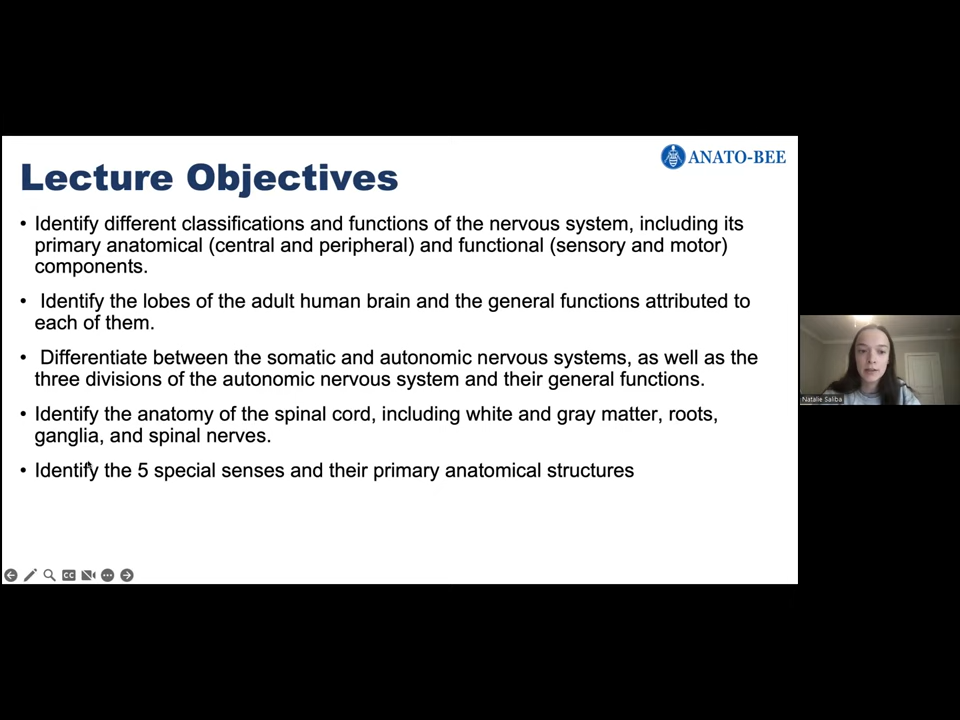 ANATO-BEE
Lecture Objectives
• Identify different classifications and functions of the nervous system, including its
primary anatomical (central and peripheral) and functional (sensory and motor)
components.
• Identify the lobes of the adult human brain and the general functions attributed to
each of them.
• Differentiate between the somatic and autonomic nervous systems, as well as the
three divisions of the autonomic nervous system and their general functions.
• Identify the anatomy of the spinal cord, including white and gray matter, roots,
ganglia, and spinal nerves.
• Identify the 5 special senses and their primary anatomical structures
CC
Natalie Saliba